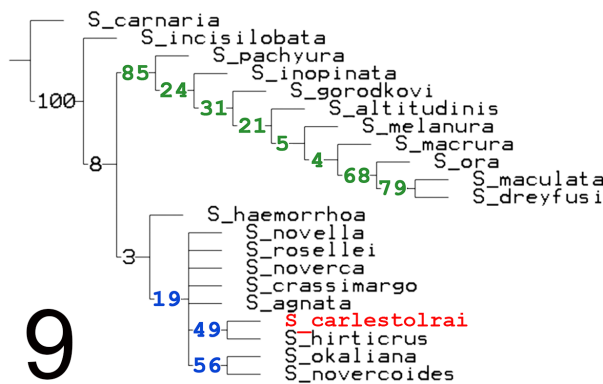 S_carnaria
S_incisilobata
S_pachyura
85
S_inopinata
24
S_gorodkovi
100
31
S_altitudinis
21
S_melanura
5
S_macrura
4
S_ora
8
68
S_maculata
79
S_dreyfusi
S_haemorrhoa
S_novella
S_rosellei
3
S_noverca
S_crassimargo
19
S_agnata
S_carlestolrai
49
S_hirticrus
S_okaliana
56
S_novercoides
9